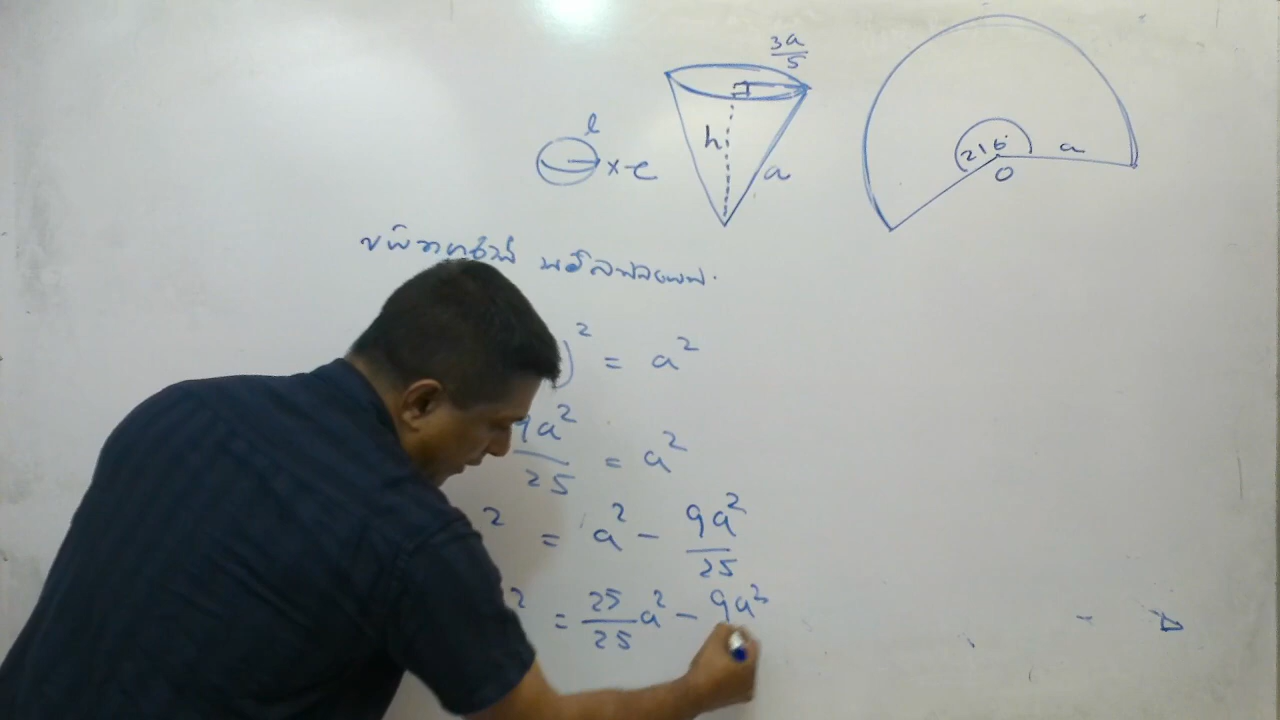 3a
5
l
h
x-e
a
216
a
O
)² = a²
9a²
25
= a²
² = a² - 9a²
25
² = 25 a² - 9a²
25